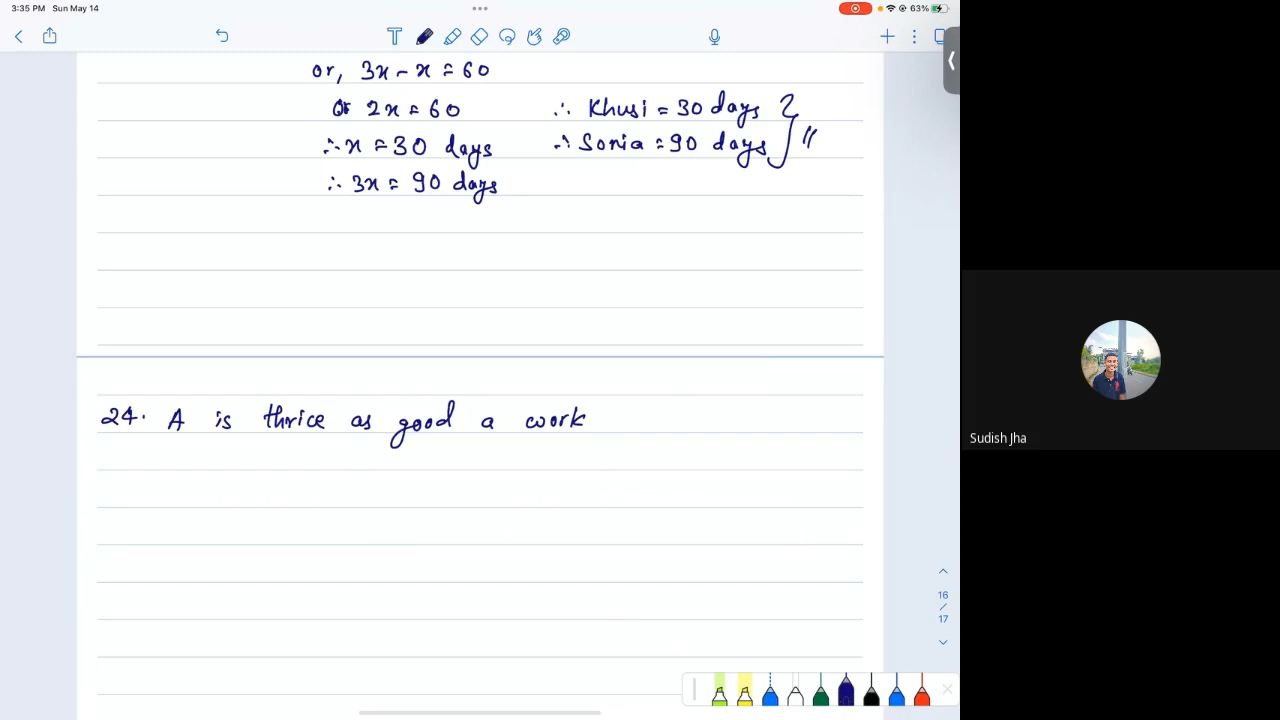 3:35 PM Sun May 14
63%
or, 3x - x = 60
or 2x = 60
∴ x = 30 days
∴ 3x = 90 days
∴ Khusi = 30 days
∴ Sonia = 90 days
24. A is thrice as good a work
16
/
17
Sudish Jha